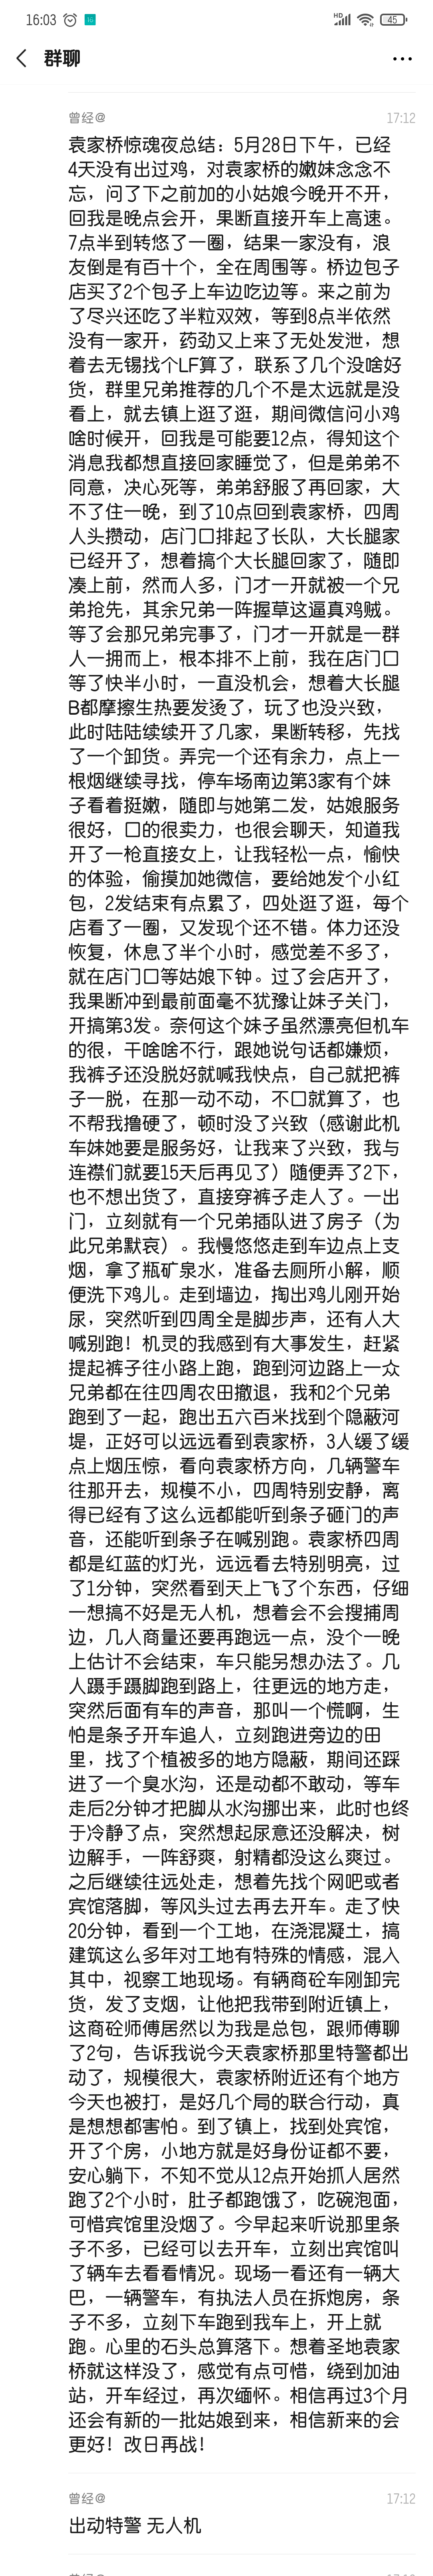 16:03
45
群聊
曾经@ 17:12
袁家桥惊魂夜总结：5月28日下午，已经
4天没有出过鸡，对袁家桥的嫩妹念念不
忘，问了下之前加的小姑娘今晚开不开，
回我是晚点会开，果断直接开车上高速。
7点半到转悠了一圈，结果一家没有，浪
友倒是有百十个，全在周围等。桥边包子
店买了2个包子上车边吃边等。来之前为
了尽兴还吃了半粒双效，等到8点半依然
没有一家开，药劲又上来了无处发泄，想
着去无锡找个LF算了，联系了几个没啥好
货，群里兄弟推荐的几个不是太远就是没
看上，就去镇上逛了逛，期间微信问小鸡
啥时候开，回我是可能要12点，得知这个
消息我都想直接回家睡觉了，但是弟弟不
同意，决心死等，弟弟舒服了再回家，大
不了住一晚，到了10点回到袁家桥，四周
人头攒动，店门口排起了长队，大长腿家
已经开了，想着搞个大长腿回家了，随即
凑上前，然而人多，门才一开就被一个兄
弟抢先，其余兄弟一阵握草这逼真鸡贼。
等了会那兄弟完事了，门才一开就是一群
人一拥而上，根本排不上前，我在店门口
等了快半小时，一直没机会，想着大长腿
B都摩擦生热要发烫了，玩了也没兴致，
此时陆陆续续开了几家，果断转移，先找
了一个卸货。弄完一个还有余力，点上一
根烟继续寻找，停车场南边第3家有个妹
子看着挺嫩，随即与她第二发，姑娘服务
很好，口的很卖力，也很会聊天，知道我
开了一枪直接女上，让我轻松一点，愉快
的体验，偷摸加她微信，要给她发个小红
包，2发结束有点累了，四处逛了逛，每个
店看了一圈，又发现个还不错。体力还没
恢复，休息了半个小时，感觉差不多了，
就在店门口等姑娘下钟。过了会店开了，
我果断冲到最前面毫不犹豫让妹子关门，
开搞第3发。奈何这个妹子虽然漂亮但机车
的很，干啥啥不行，跟她说句话都嫌烦，
我裤子还没脱好就喊我快点，自己就把裤
子一脱，在那一动不动，不口就算了，也
不帮我撸硬了，顿时没了兴致（感谢此机
车妹她要是服务好，让我来了兴致，我与
连襟们就要15天后再见了）随便弄了2下，
也不想出货了，直接穿裤子走人了。一出
门，立刻就有一个兄弟插队进了房子（为
此兄弟默哀）。我慢悠悠走到车边点上支
烟，拿了瓶矿泉水，准备去厕所小解，顺
便洗下鸡儿。走到墙边，掏出鸡儿刚开始
尿，突然听到四周全是脚步声，还有人大
喊别跑！机灵的我感到有大事发生，赶紧
提起裤子往小路上跑，跑到河边路上一众
兄弟都在往四周农田撤退，我和2个兄弟
跑到了一起，跑出五六百米找到个隐蔽河
堤，正好可以远远看到袁家桥，3人缓了缓
点上烟压惊，看向袁家桥方向，几辆警车
往那开去，规模不小，四周特别安静，离
得已经有了这么远都能听到条子砸门的声
音，还能听到条子在喊别跑。袁家桥四周
都是红蓝的灯光，远远看去特别明亮，过
了1分钟，突然看到天上飞了个东西，仔细
一想搞不好是无人机，想着会不会搜捕周
边，几人商量还要再跑远一点，没个一晚
上估计不会结束，车只能另想办法了。几
人蹑手蹑脚跑到路上，往更远的地方走，
突然后面有车的声音，那叫一个慌啊，生
怕是条子开车追人，立刻跑进旁边的田
里，找了个植被多的地方隐蔽，期间还踩
进了一个臭水沟，还是动都不敢动，等车
走后2分钟才把脚从水沟挪出来，此时也终
于冷静了点，突然想起尿意还没解决，树
边解手，一阵舒爽，射精都没这么爽过。
之后继续往远处走，想着先找个网吧或者
宾馆落脚，等风头过去再去开车。走了快
20分钟，看到一个工地，在浇混凝土，搞
建筑这么多年对工地有特殊的情感，混入
其中，视察工地现场。有辆商砼车刚卸完
货，发了支烟，让他把我带到附近镇上，
这商砼师傅居然以为我是总包，跟师傅聊
了2句，告诉我说今天袁家桥那里特警都出
动了，规模很大，袁家桥附近还有个地方
今天也被打，是好几个局的联合行动，真
是想想都害怕。到了镇上，找到处宾馆，
开了个房，小地方就是好身份证都不要，
安心躺下，不知不觉从12点开始抓人居然
跑了2个小时，肚子都跑饿了，吃碗泡面，
可惜宾馆里没烟了。今早起来听说那里条
子不多，已经可以去开车，立刻出宾馆叫
了辆车去看看情况。现场一看还有一辆大
巴，一辆警车，有执法人员在拆炮房，条
子不多，立刻下车跑到我车上，开上就
跑。心里的石头总算落下。想着圣地袁家
桥就这样没了，感觉有点可惜，绕到加油
站，开车经过，再次缅怀。相信再过3个月
还会有新的一批姑娘到来，相信新来的会
更好！改日再战！
曾经@ 17:12
出动特警 无人机